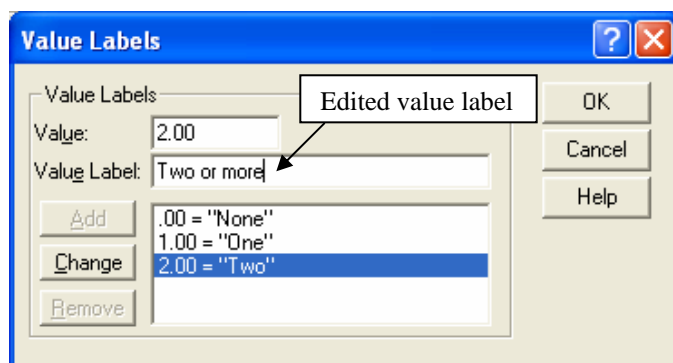 Value Labels
?
X
Value Labels
Edited value label
OK
Value:
2.00
Cancel
Value Label:
Two or more
Help
Add
.00 = "None"
1.00 = "One"
Change
2.00 = "Two"
Remove